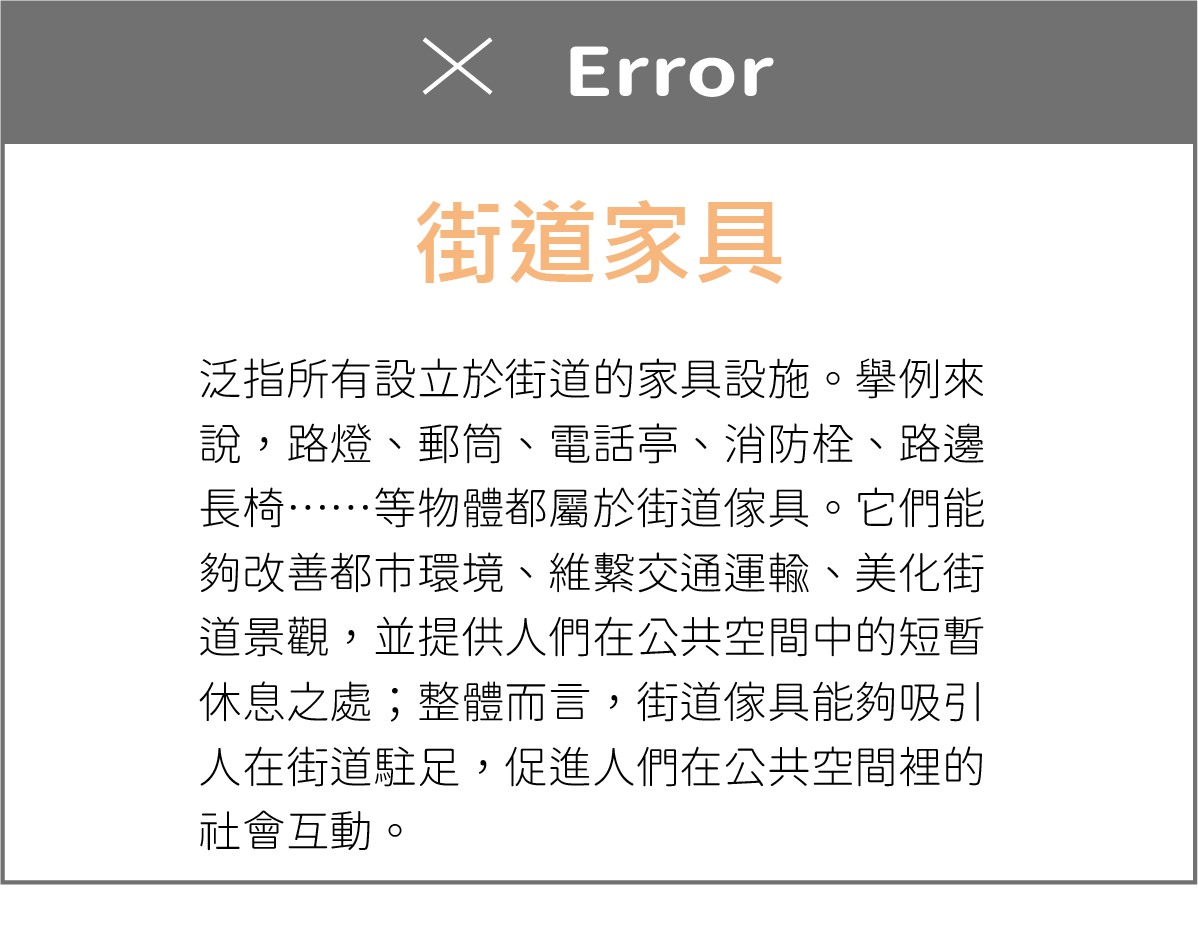 × Error
街道家具
泛指所有設立於街道的家具設施。舉例來
說，路燈、郵筒、電話亭、消防栓、路邊
長椅……等物體都屬於街道傢具。它們能
夠改善都市環境、維繫交通運輸、美化街
道景觀，並提供人們在公共空間中的短暫
休息之處；整體而言，街道傢具能夠吸引
人在街道駐足，促進人們在公共空間裡的
社會互動。